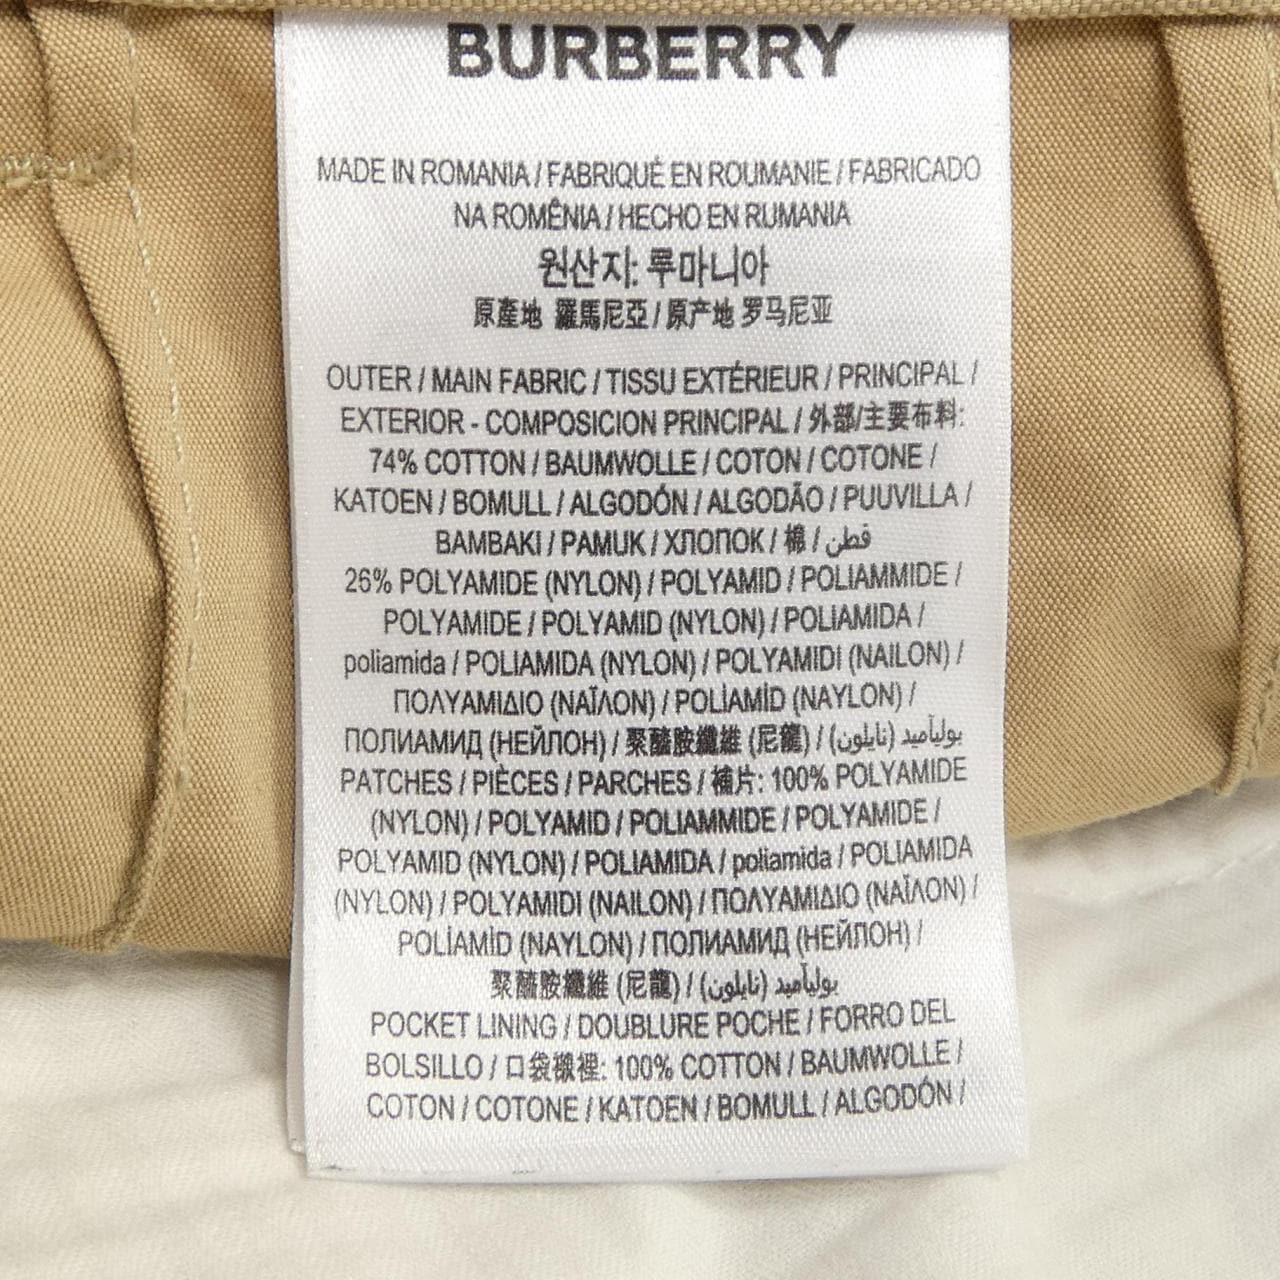 BURBERRY
MADE IN ROMANIA / FABRIQUÉ EN ROUMANIE / FABRICADO
NA ROMÊNIA / HECHO EN RUMANIA
원산지: 루마니아
原產地 羅馬尼亞 / 原产地 罗马尼亚
OUTER / MAIN FABRIC / TISSU EXTÉRIEUR / PRINCIPAL /
EXTERIOR - COMPOSICION PRINCIPAL / 外部/主要布料:
74% COTTON / BAUMWOLLE / COTON / COTONE /
KATOEN / BOMULL / ALGODÓN / ALGODÃO / PUUVILLA /
BAMBAKI / PAMUK / ХЛОПОК / 棉 / قطن
26% POLYAMIDE (NYLON) / POLYAMID / POLIAMMIDE /
POLYAMIDE / POLYAMID (NYLON) / POLIAMIDA /
poliamida / POLIAMIDA (NYLON) / POLYAMIDI (NAILON) /
ΠΟΛΥΑΜΙΔΙΟ (ΝΑΪΛΟΝ) / POLİAMİD (NAYLON) /
ПОЛИАМИД (НЕЙЛОН) / 聚醯胺纖維 (尼龍) / بوليآميد (نايلون)
PATCHES / PIÈCES / PARCHES / 補片: 100% POLYAMIDE
(NYLON) / POLYAMID / POLIAMMIDE / POLYAMIDE /
POLYAMID (NYLON) / POLIAMIDA / poliamida / POLIAMIDA
(NYLON) / POLYAMIDI (NAILON) / ΠΟΛΥΑΜΙΔΙΟ (ΝΑΪΛΟΝ) /
POLİAMİD (NAYLON) / ПОЛИАМИД (НЕЙЛОН) /
聚醯胺纖維 (尼龍) / بوليآميد (نايلون)
POCKET LINING / DOUBLURE POCHE / FORRO DEL
BOLSILLO / 口袋襯裡: 100% COTTON / BAUMWOLLE /
COTON / COTONE / KATOEN / BOMULL / ALGODÓN /